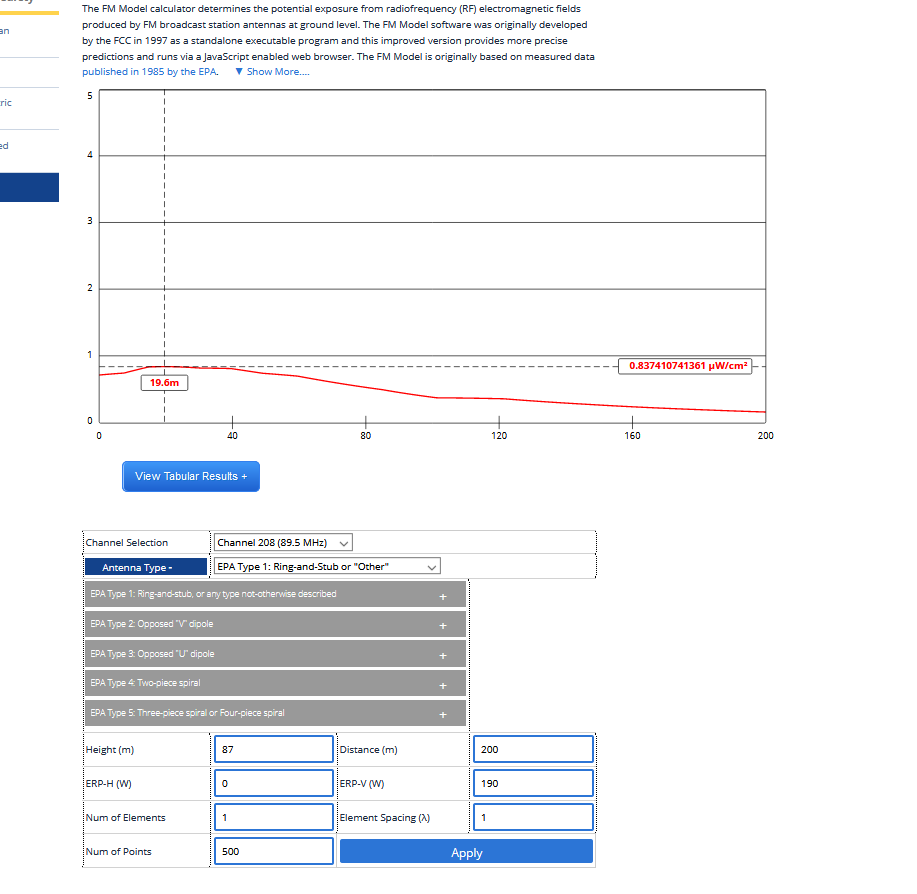 an
ric
ed
The FM Model calculator determines the potential exposure from radiofrequency (RF) electromagnetic fields
produced by FM broadcast station antennas at ground level. The FM Model software was originally developed
by the FCC in 1997 as a standalone executable program and this improved version provides more precise
predictions and runs via a JavaScript enabled web browser. The FM Model is originally based on measured data
published in 1985 by the EPA. ▼ Show More....
5
4
3
2
1
0
0.837410741361 µW/cm²
19.6m
0 40 80 120 160 200
View Tabular Results +
Channel Selection Channel 208 (89.5 MHz)
Antenna Type - EPA Type 1: Ring-and-Stub or "Other"
EPA Type 1: Ring-and-stub, or any type not-otherwise described +
EPA Type 2: Opposed "V" dipole +
EPA Type 3: Opposed "U" dipole +
EPA Type 4: Two-piece spiral +
EPA Type 5: Three-piece spiral or Four-piece spiral +
Height (m) 87 Distance (m) 200
ERP-H (W) 0 ERP-V (W) 190
Num of Elements 1 Element Spacing (λ) 1
Num of Points 500 Apply